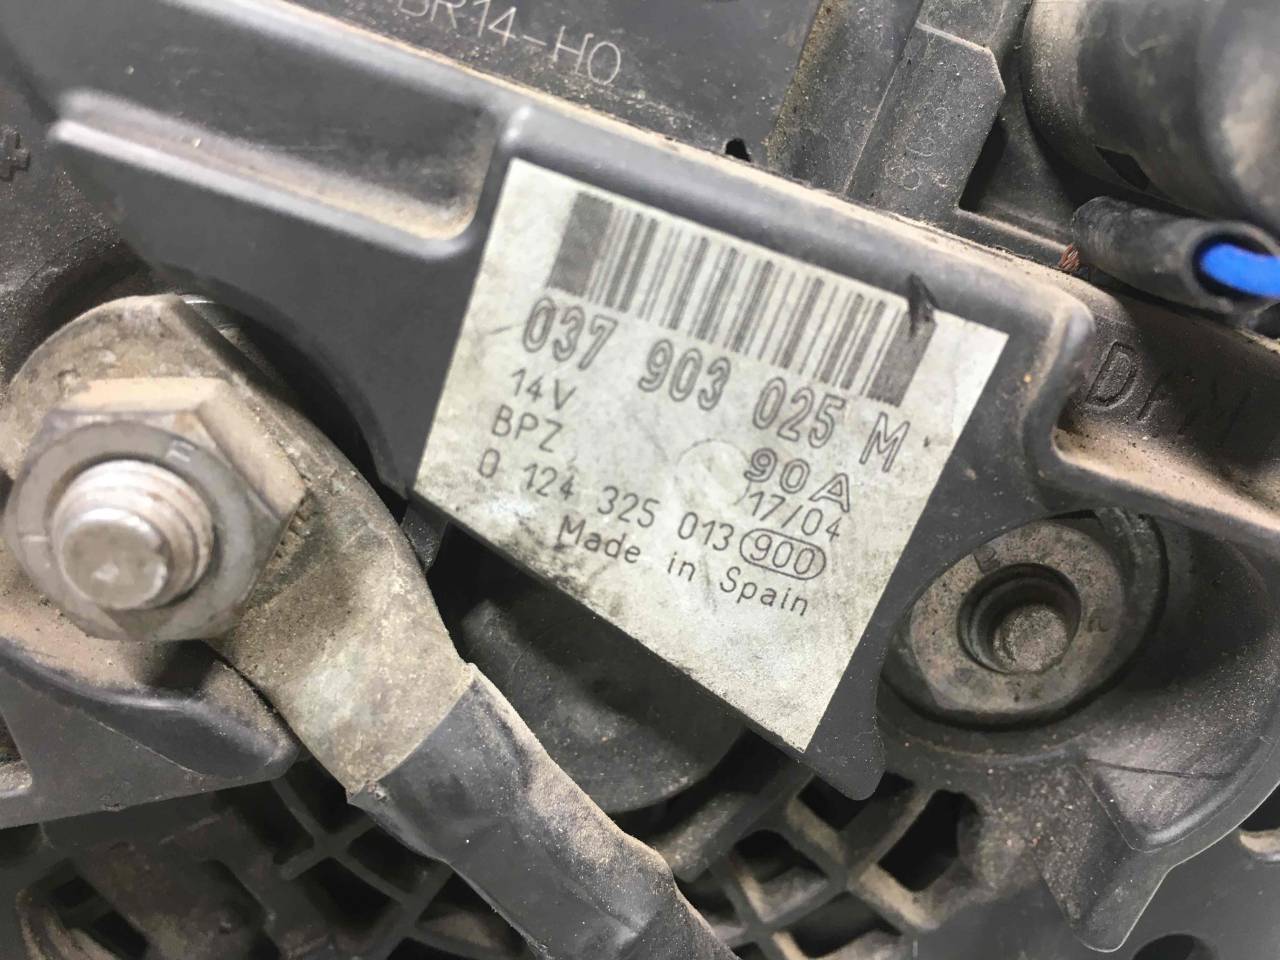 BR14-HO
037 903 025 M
14V 90A
BPZ 17/04
0 124 325 013 900
Made in Spain